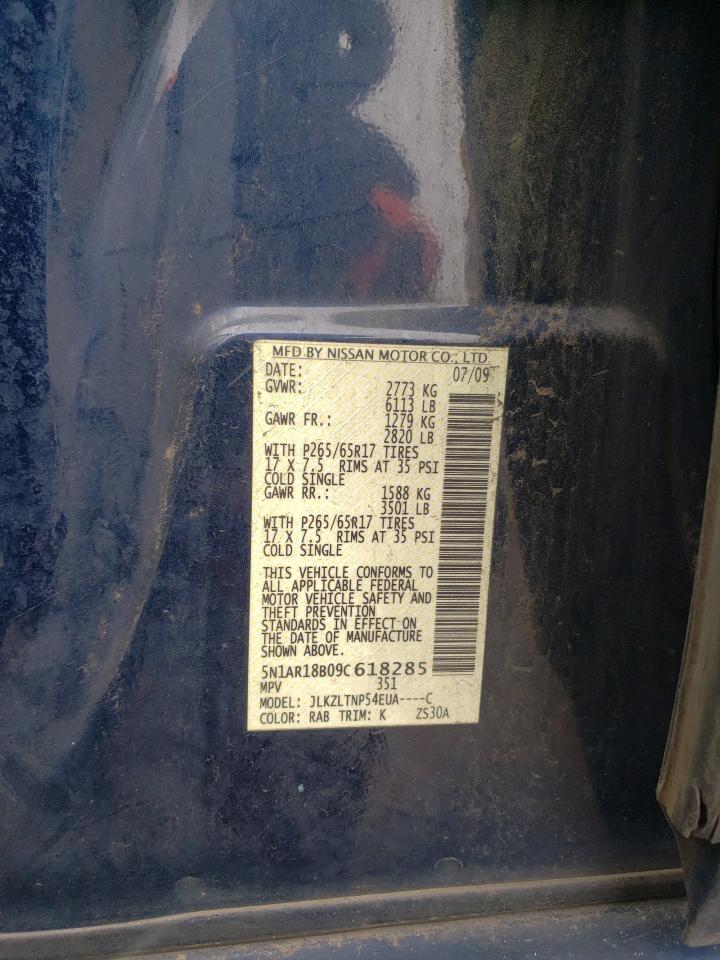 MFD BY NISSAN MOTOR CO., LTD.
DATE: 07/09
GVWR: 2773 KG
6113 LB
GAWR FR.: 1279 KG
2820 LB
WITH P265/65R17 TIRES
17 X 7.5 RIMS AT 35 PSI
COLD SINGLE
GAWR RR.: 1588 KG
3501 LB
WITH P265/65R17 TIRES
17 X 7.5 RIMS AT 35 PSI
COLD SINGLE
THIS VEHICLE CONFORMS TO
ALL APPLICABLE FEDERAL
MOTOR VEHICLE SAFETY AND
THEFT PREVENTION
STANDARDS IN EFFECT ON
THE DATE OF MANUFACTURE
SHOWN ABOVE.
5N1AR18B09C618285
MPV 351
MODEL: JLKZLTNP54EUA----C
COLOR: RAB TRIM: K ZS30A